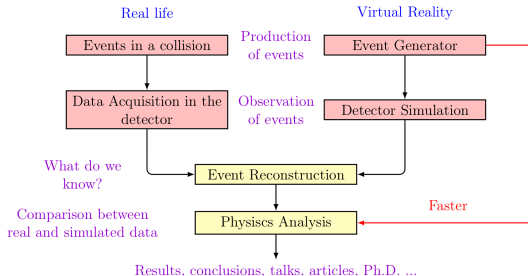 Real life
Virtual Reality
Events in a collision
Production
of events
Event Generator
Data Acquisition in the
detector
Observation
of events
Detector Simulation
What do we
know?
Event Reconstruction
Comparison between
real and simulated data
Physiscs Analysis
Faster
Results, conclusions, talks, articles, Ph.D. ...